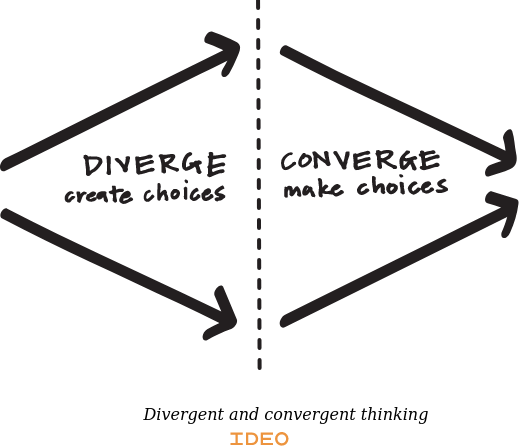 DIVERGE
create choices
CONVERGE
make choices
Divergent and convergent thinking
IDEO